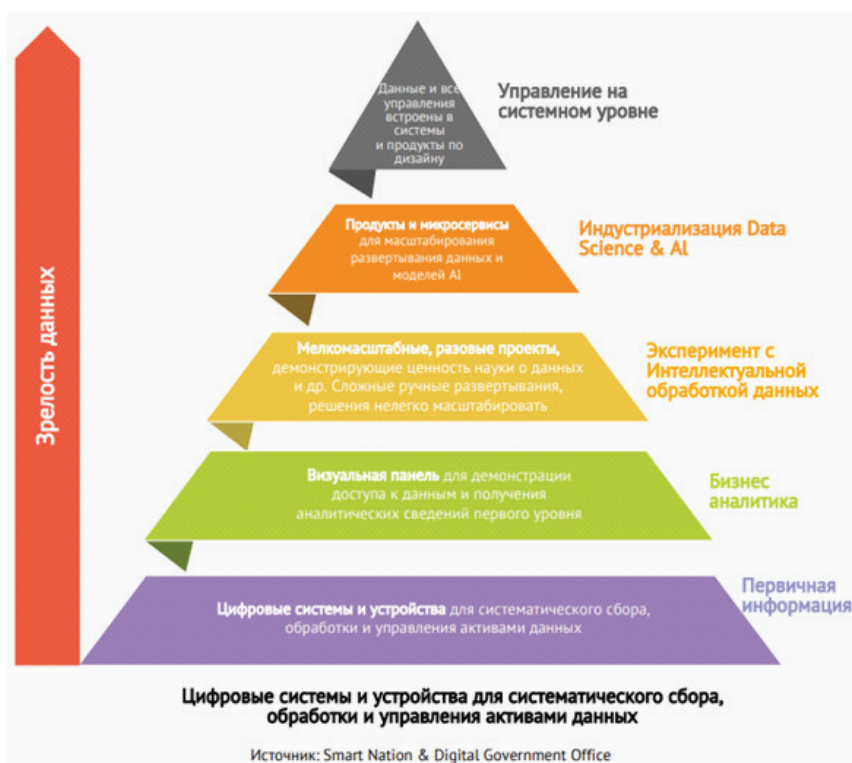 Данные и все
управления
встроены в
системы
и продукты по
дизайну
Управление на
системном уровне
Продукты и микросервисы
для масштабирования
развертывания данных и
моделей AI
Индустриализация Data
Science & AI
Мелкомасштабные, разовые проекты,
демонстрирующие ценность науки о данных
и др. Сложные ручные развертывания,
решения нелегко масштабировать
Эксперимент с
Интеллектуальной
обработкой данных
Визуальная панель для демонстрации
доступа к данным и получения
аналитических сведений первого уровня
Бизнес
аналитика
Цифровые системы и устройства для систематического сбора,
обработки и управления активами данных
Первичная
информация
Зрелость данных
Цифровые системы и устройства для систематического сбора,
обработки и управления активами данных
Источник: Smart Nation & Digital Government Office